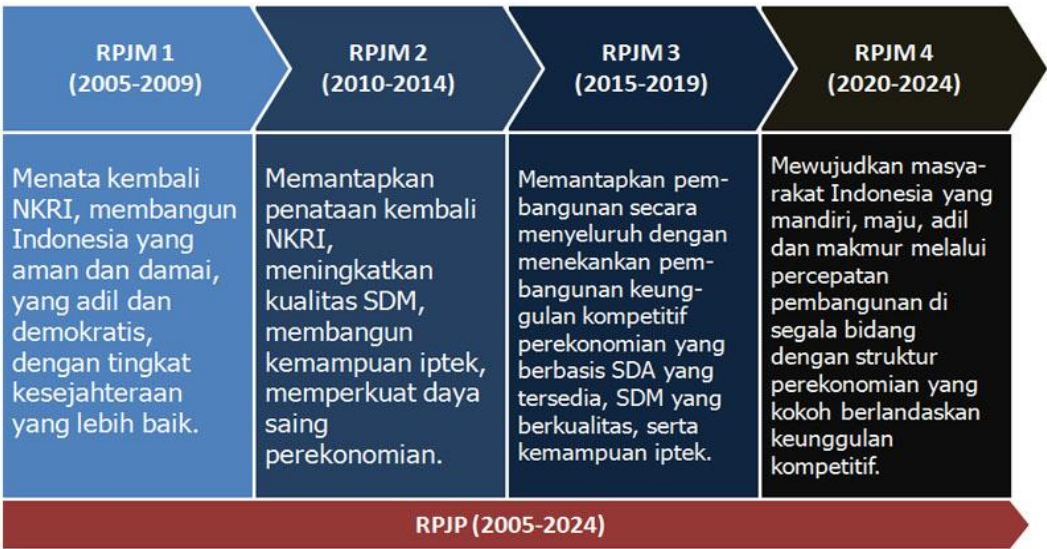 RPJM 1
(2005-2009)
Menata kembali
NKRI, membangun
Indonesia yang
aman dan damai,
yang adil dan
demokratis,
dengan tingkat
kesejahteraan
yang lebih baik.
RPJM 2
(2010-2014)
Memantapkan
penataan kembali
NKRI,
meningkatkan
kualitas SDM,
membangun
kemampuan iptek,
memperkuat daya
saing
perekonomian.
RPJM 3
(2015-2019)
Memantapkan pem-
bangunan secara
menyeluruh dengan
menekankan pem-
bangunan keung-
gulan kompetitif
perekonomian yang
berbasis SDA yang
tersedia, SDM yang
berkualitas, serta
kemampuan iptek.
RPJM 4
(2020-2024)
Mewujudkan masya-
rakat Indonesia yang
mandiri, maju, adil
dan makmur melalui
percepatan
pembangunan di
segala bidang
dengan struktur
perekonomian yang
kokoh berlandaskan
keunggulan
kompetitif.
RPJP (2005-2024)